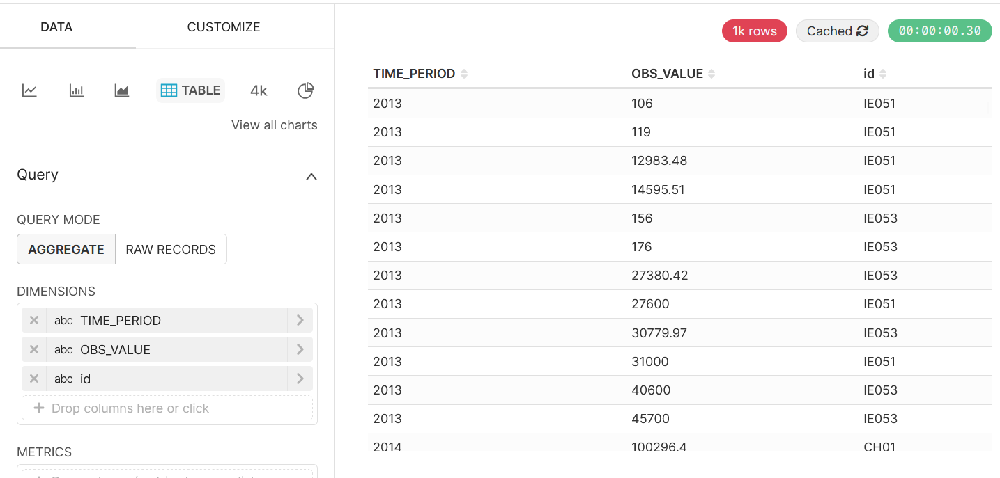 DATA CUSTOMIZE
TABLE 4k
View all charts
Query
QUERY MODE
AGGREGATE RAW RECORDS
DIMENSIONS
abc TIME_PERIOD
abc OBS_VALUE
abc id
Drop columns here or click
METRICS
1k rows Cached 00:00:00.30
TIME_PERIOD OBS_VALUE id
2013 106 IE051
2013 119 IE051
2013 12983.48 IE051
2013 14595.51 IE051
2013 156 IE053
2013 176 IE053
2013 27380.42 IE053
2013 27600 IE051
2013 30779.97 IE053
2013 31000 IE051
2013 40600 IE053
2013 45700 IE053
2014 100296.4 CH01